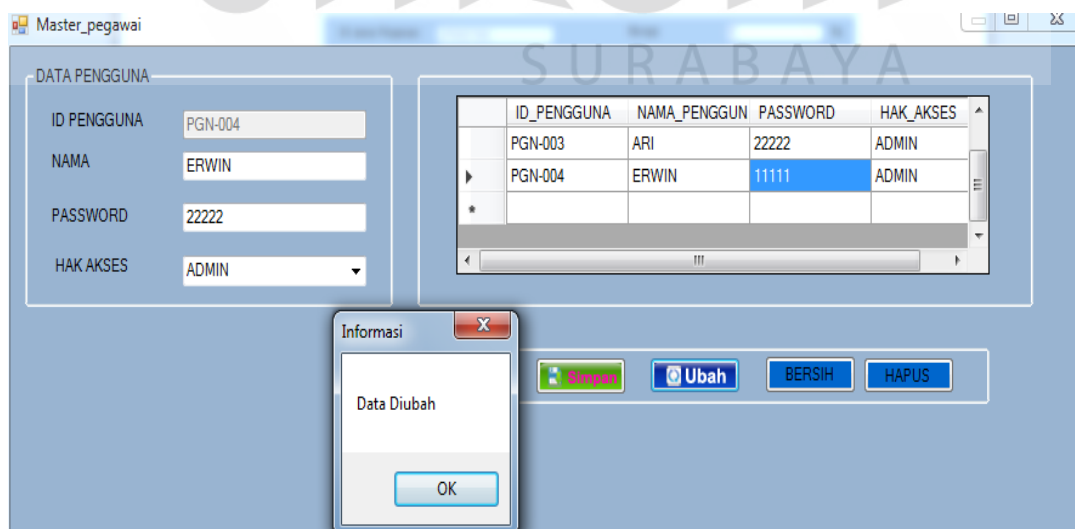 Master_pegawai
SURABAYA
DATA PENGGUNA
ID PENGGUNA PGN-004
NAMA ERWIN
PASSWORD 22222
HAK AKSES ADMIN
ID_PENGGUNA NAMA_PENGGUN PASSWORD HAK_AKSES
PGN-003 ARI 22222 ADMIN
PGN-004 ERWIN 11111 ADMIN
Simpan Ubah BERSIH HAPUS
Informasi
Data Diubah
OK